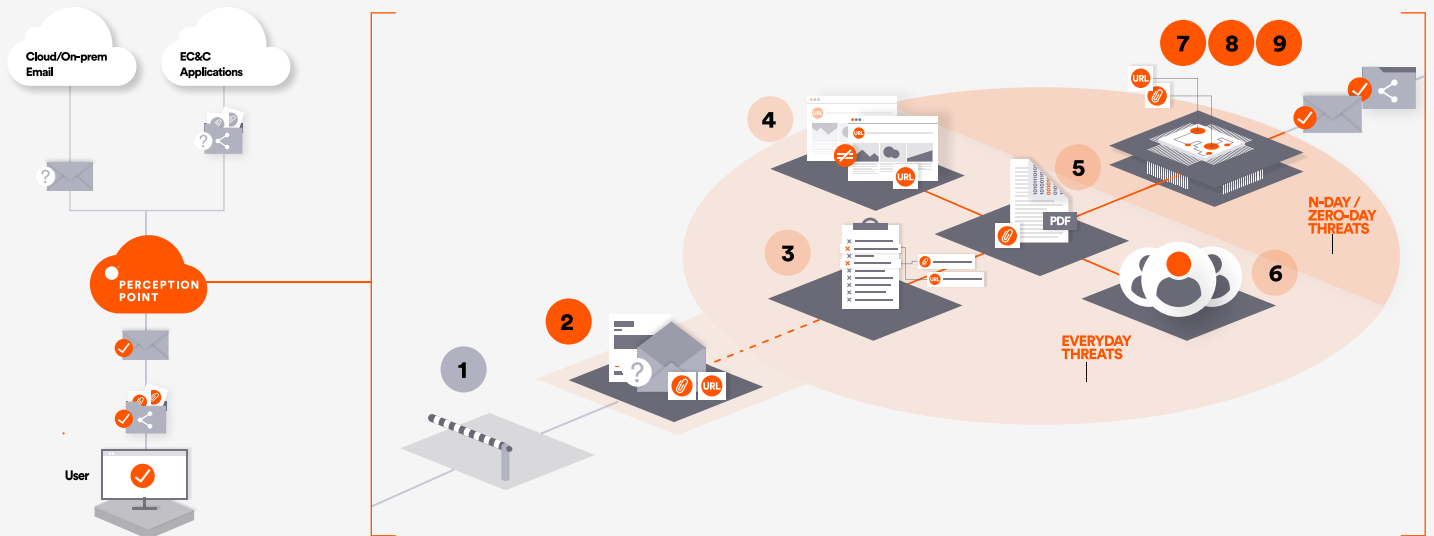 Cloud/On-prem
Email
EC&C
Applications
?
?
PERCEPTION
POINT
User
1
2
?
URL
3
URL
4
URL
URL
≠
URL
5
PDF
6
7 8 9
URL
N-DAY /
ZERO-DAY
THREATS
EVERYDAY
THREATS